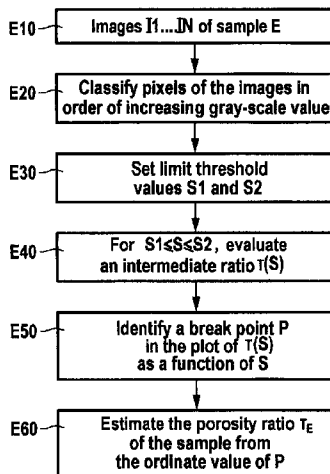 E10
Images I1....IN of sample E
E20
Classify pixels of the images in
order of increasing gray-scale value
E30
Set limit threshold
values S1 and S2
E40
For S1⩽S⩽S2, evaluate
an intermediate ratio τ(S)
E50
Identify a break point P
in the plot of τ(S)
as a function of S
E60
Estimate the porosity ratio τE
of the sample from
the ordinate value of P